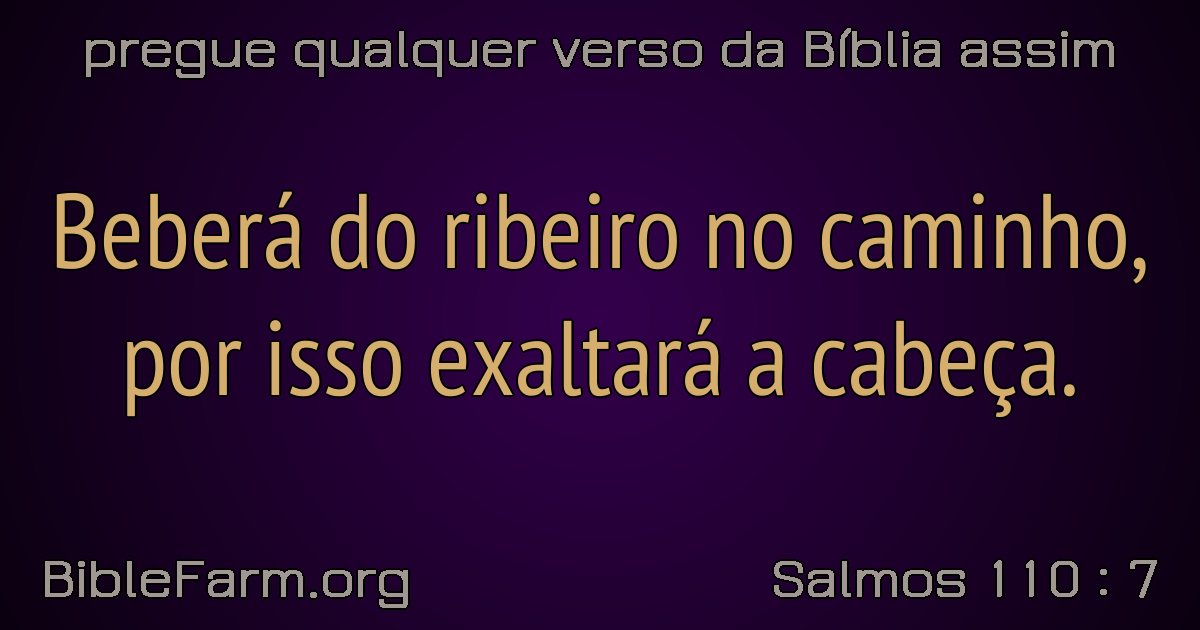 pregue qualquer verso da Bíblia assim
Beberá do ribeiro no caminho,
por isso exaltará a cabeça.
BibleFarm.org
Salmos 110 : 7